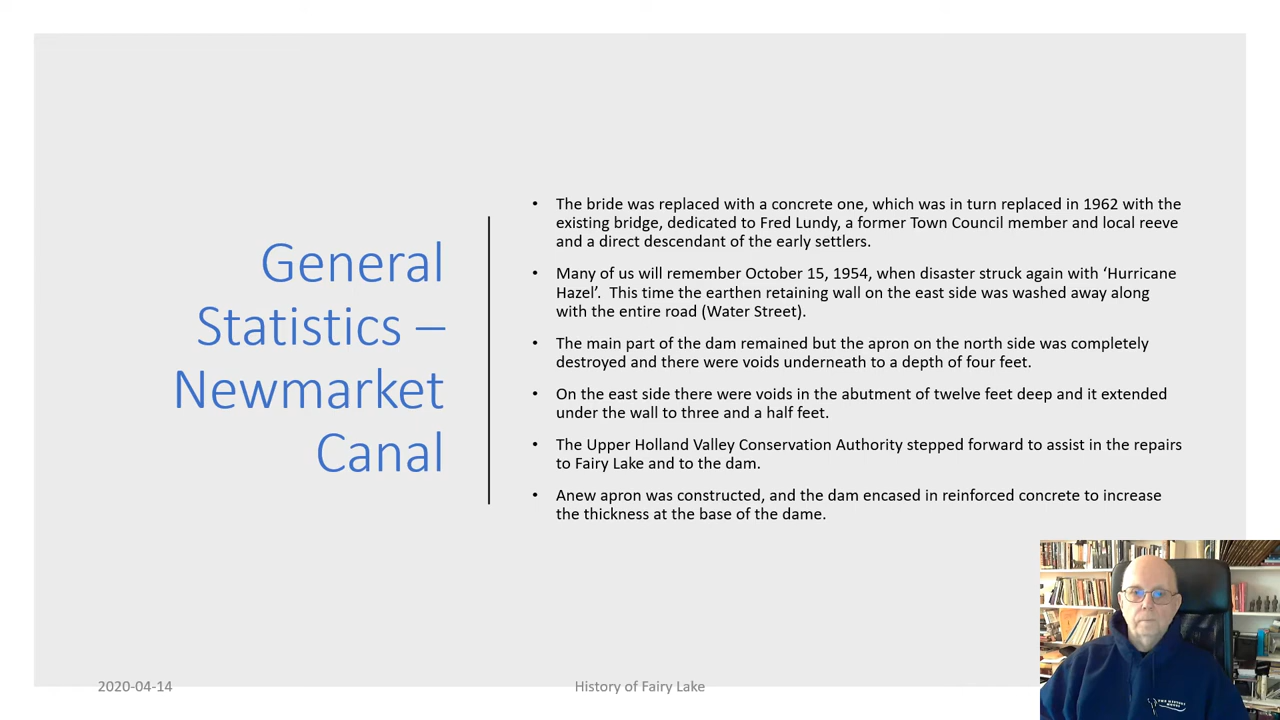 General
Statistics –
Newmarket
Canal
• The bride was replaced with a concrete one, which was in turn replaced in 1962 with the
existing bridge, dedicated to Fred Lundy, a former Town Council member and local reeve
and a direct descendant of the early settlers.
• Many of us will remember October 15, 1954, when disaster struck again with ‘Hurricane
Hazel’.  This time the earthen retaining wall on the east side was washed away along
with the entire road (Water Street).
• The main part of the dam remained but the apron on the north side was completely
destroyed and there were voids underneath to a depth of four feet.
• On the east side there were voids in the abutment of twelve feet deep and it extended
under the wall to three and a half feet.
• The Upper Holland Valley Conservation Authority stepped forward to assist in the repairs
to Fairy Lake and to the dam.
• Anew apron was constructed, and the dam encased in reinforced concrete to increase
the thickness at the base of the dame.
2020-04-14
History of Fairy Lake